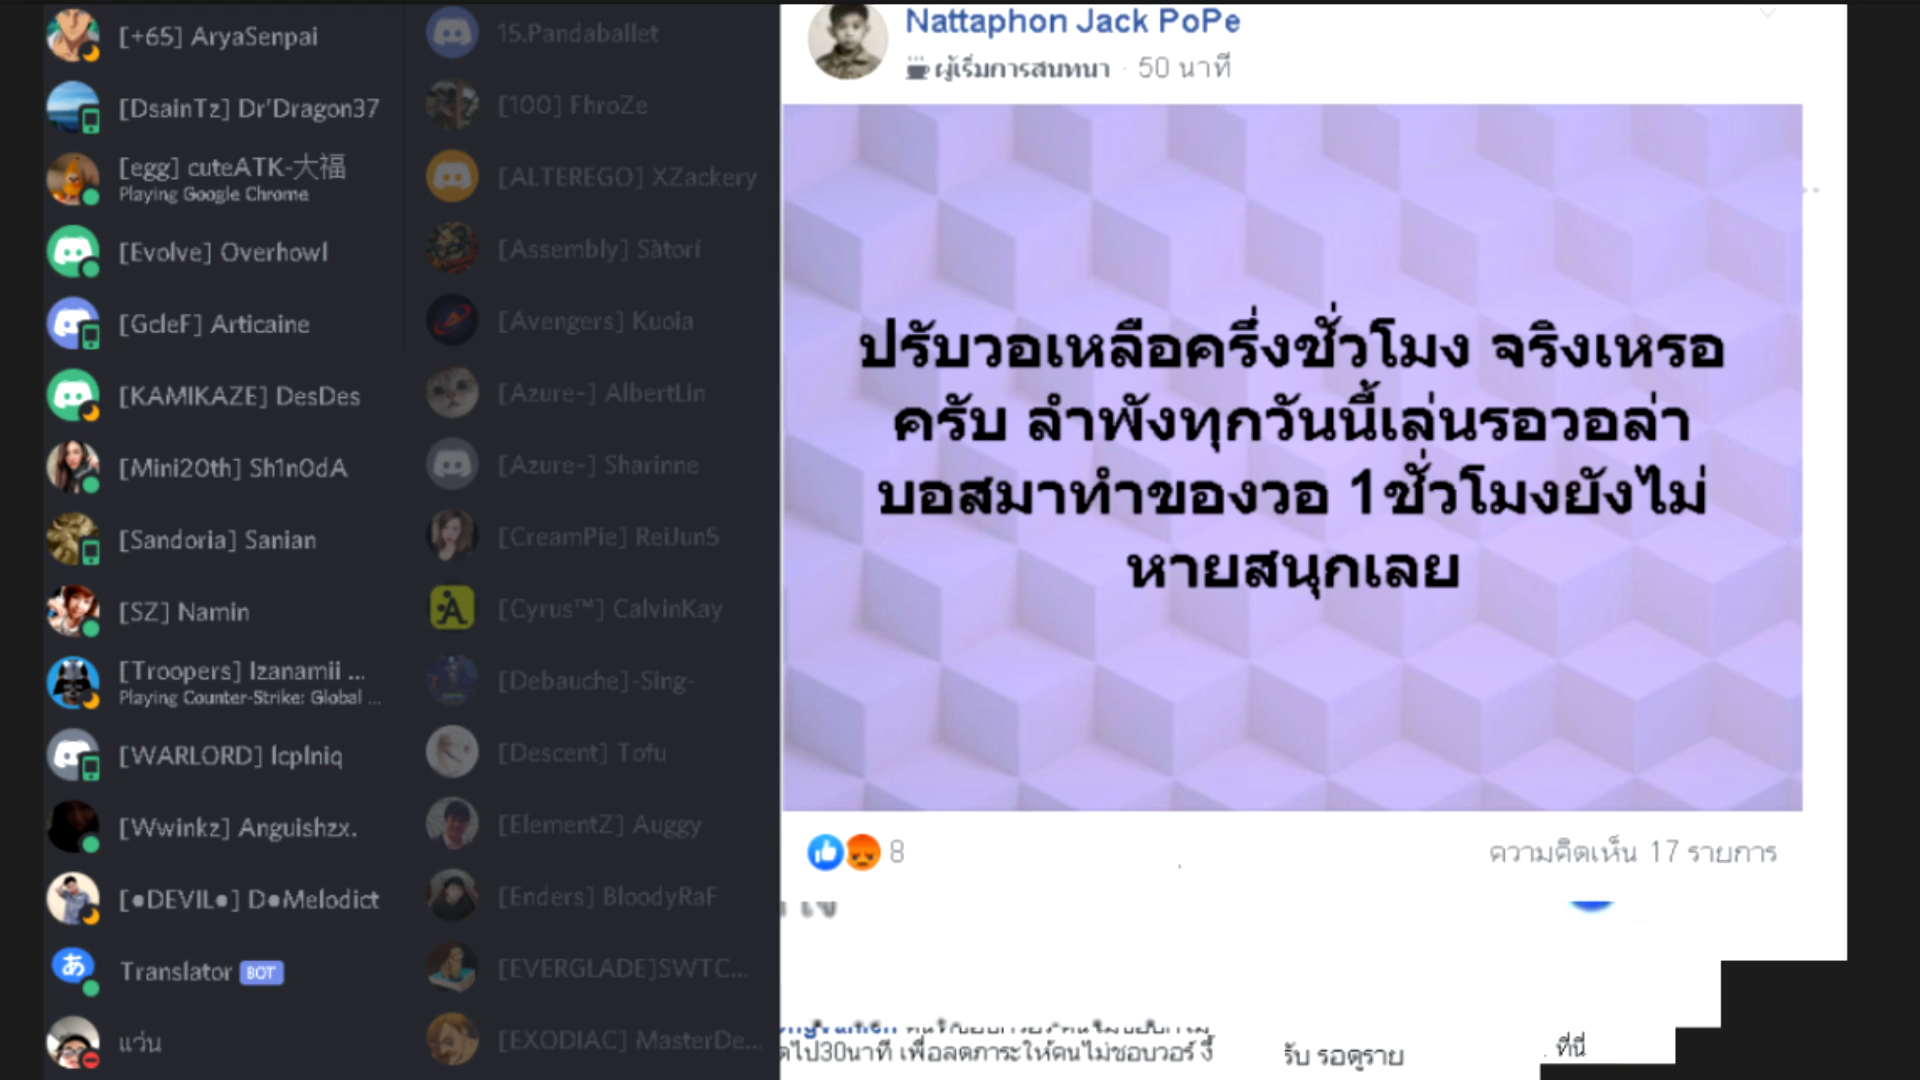 [+65] AryaSenpai
[DsainTz] Dr'Dragon37
[egg] cuteATK-大福
Playing Google Chrome
[Evolve] Overhowl
[GcleF] Articaine
[KAMIKAZE] DesDes
[Mini20th] Sh1n0dA
[Sandoria] Sanian
[SZ] Namin
[Troopers] Izanamii ...
Playing Counter-Strike: Global ...
[WARLORD] IcpIniq
[Wwinkz] Anguishzx.
[●DEVIL●] D●Melodict
Translator BOT
แว่น
15.Pandaballet
[100] FhroZe
[ALTEREGO] XZackery
[Assembly] Sàtorí
[Avengers] Kuoia
[Azure-] AlbertLin
[Azure-] Sharinne
[CreamPie] ReiJun5
[Cyrus™] CalvinKay
[Debauche]-Sing-
[Descent] Tofu
[ElementZ] Auggy
[Enders] BloodyRaF
[EVERGLADE]SWTC...
[EXODIAC] MasterDe...
Nattaphon Jack PoPe
ผู้เริ่มการสนทนา · 50 นาที
ปรับวอเหลือครึ่งชั่วโมง จริงเหรอ
ครับ ลำพังทุกวันนี้เล่นรอวอล่า
บอสมาทำของวอ 1ชั่วโมงยังไม่
หายสนุกเลย
8
ความคิดเห็น 17 รายการ
ไป30นาที เพื่อลดภาระให้คนไม่ชอบวอร์ งี้
รับ รอดูราย
ที่นี่